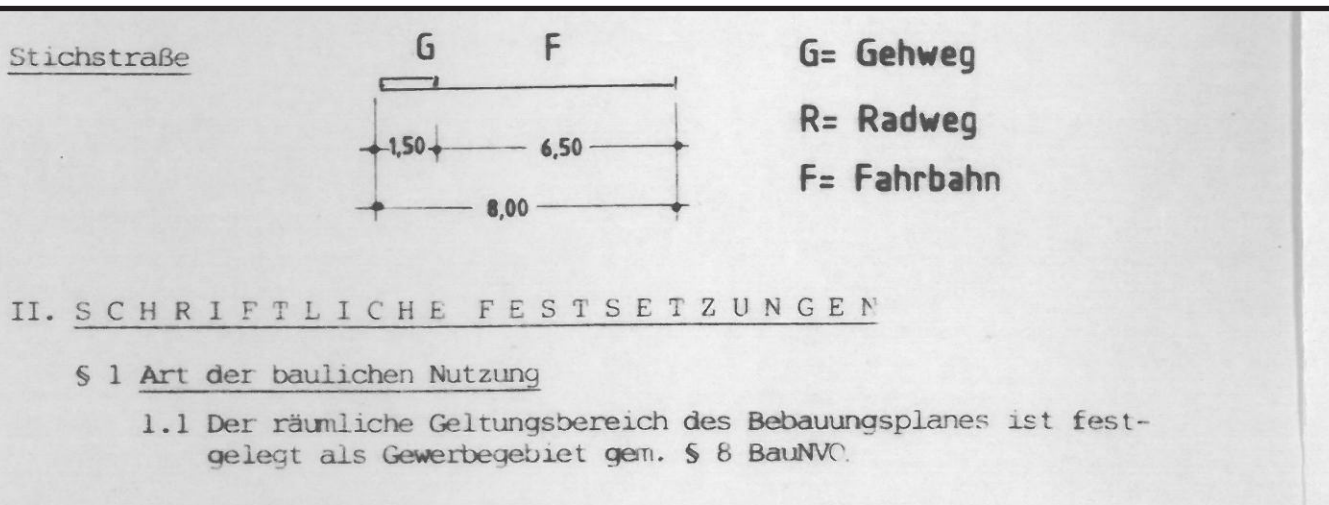 Stichstraße
G F
G= Gehweg
R= Radweg
F= Fahrbahn
1,50 6,50
8,00
II. SCHRIFTLICHE FESTSETZUNGEN
§ 1 Art der baulichen Nutzung
1.1 Der räumliche Geltungsbereich des Bebauungsplanes ist fest-
gelegt als Gewerbegebiet gem. § 8 BauNVO.